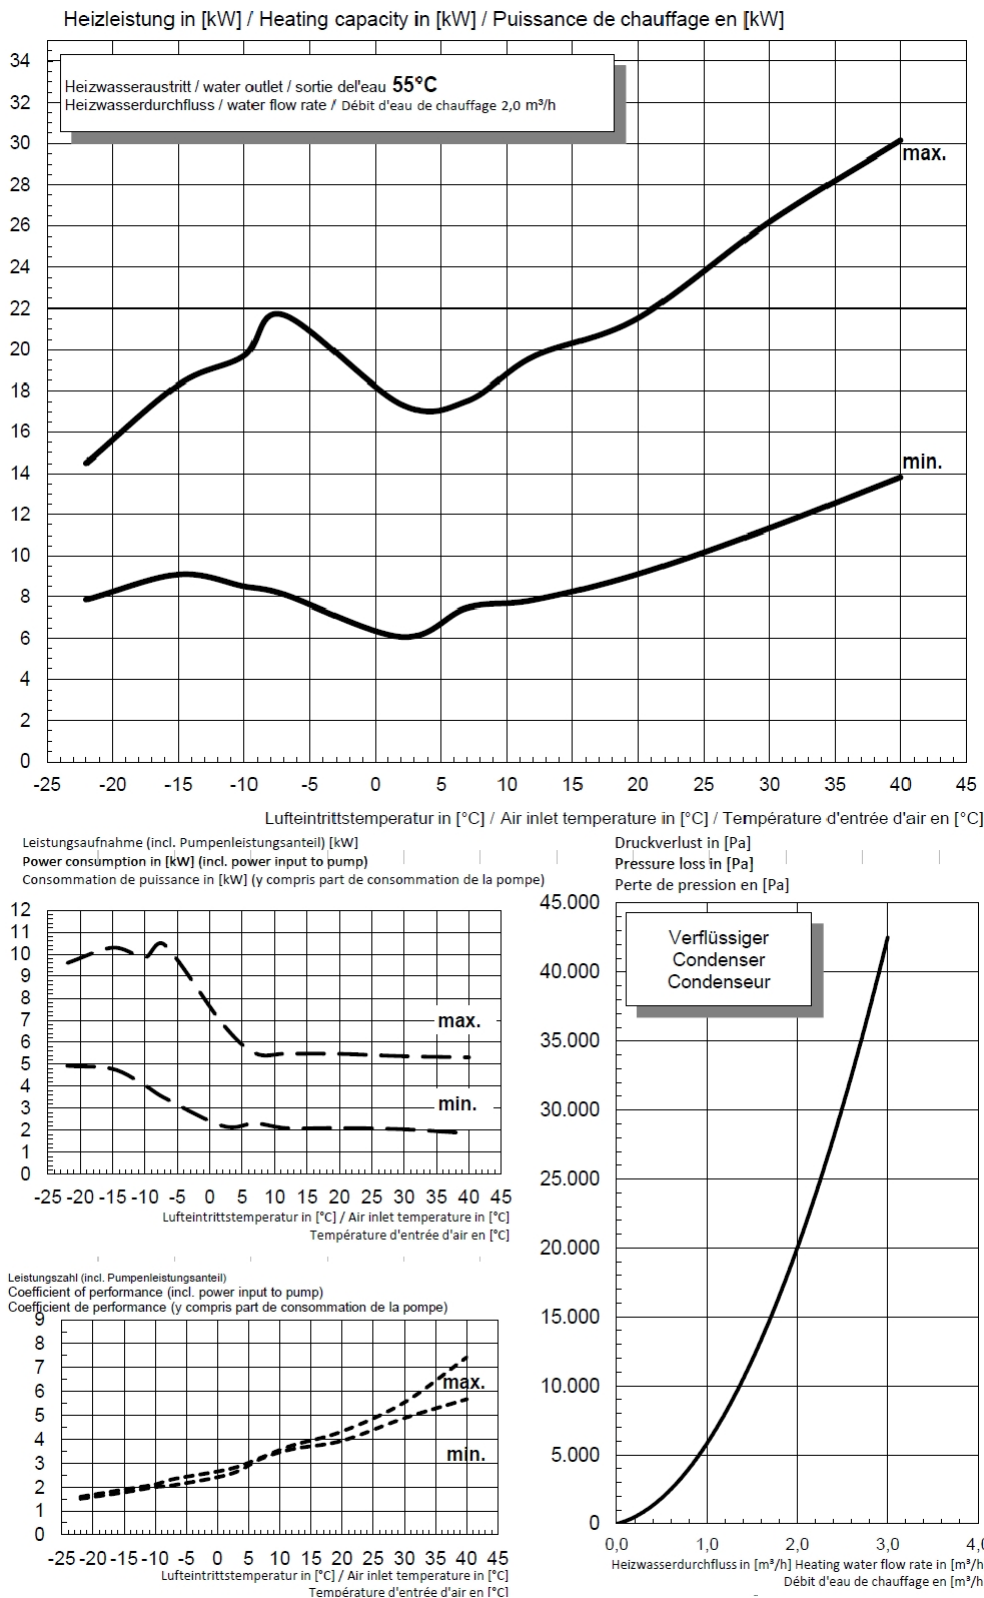 Heizleistung in [kW] / Heating capacity in [kW] / Puissance de chauffage en [kW]
34
32
30
28
26
24
22
20
18
16
14
12
10
8
6
4
2
0
Heizwasseraustritt / water outlet / sortie del'eau 55°C
Heizwasserdurchfluss / water flow rate / Débit d'eau de chauffage 2,0 m³/h
max.
min.
-25 -20 -15 -10 -5 0 5 10 15 20 25 30 35 40 45
Lufteintrittstemperatur in [°C] / Air inlet temperature in [°C] / Température d'entrée d'air en [°C]
Leistungsaufnahme (incl. Pumpenleistungsanteil) [kW]
Power consumption in [kW] (incl. power input to pump)
Consommation de puissance in [kW] (y compris part de consommation de la pompe)
12
11
10
9
8
7
6
5
4
3
2
1
0
max.
min.
-25 -20 -15 -10 -5 0 5 10 15 20 25 30 35 40 45
Lufteintrittstemperatur in [°C] / Air inlet temperature in [°C]
Température d'entrée d'air en [°C]
Leistungszahl (incl. Pumpenleistungsanteil)
Coefficient of performance (incl. power input to pump)
Coefficient de performance (y compris part de consommation de la pompe)
9
8
7
6
5
4
3
2
1
0
max.
min.
-25 -20 -15 -10 -5 0 5 10 15 20 25 30 35 40 45
Lufteintrittstemperatur in [°C] / Air inlet temperature in [°C]
Température d'entrée d'air en [°C]
Druckverlust in [Pa]
Pressure loss in [Pa]
Perte de pression en [Pa]
45.000
40.000
35.000
30.000
25.000
20.000
15.000
10.000
5.000
0
Verflüssiger
Condenser
Condenseur
0,0 1,0 2,0 3,0 4,0
Heizwasserdurchfluss in [m³/h] Heating water flow rate in [m³/h
Débit d'eau de chauffage en [m³/h